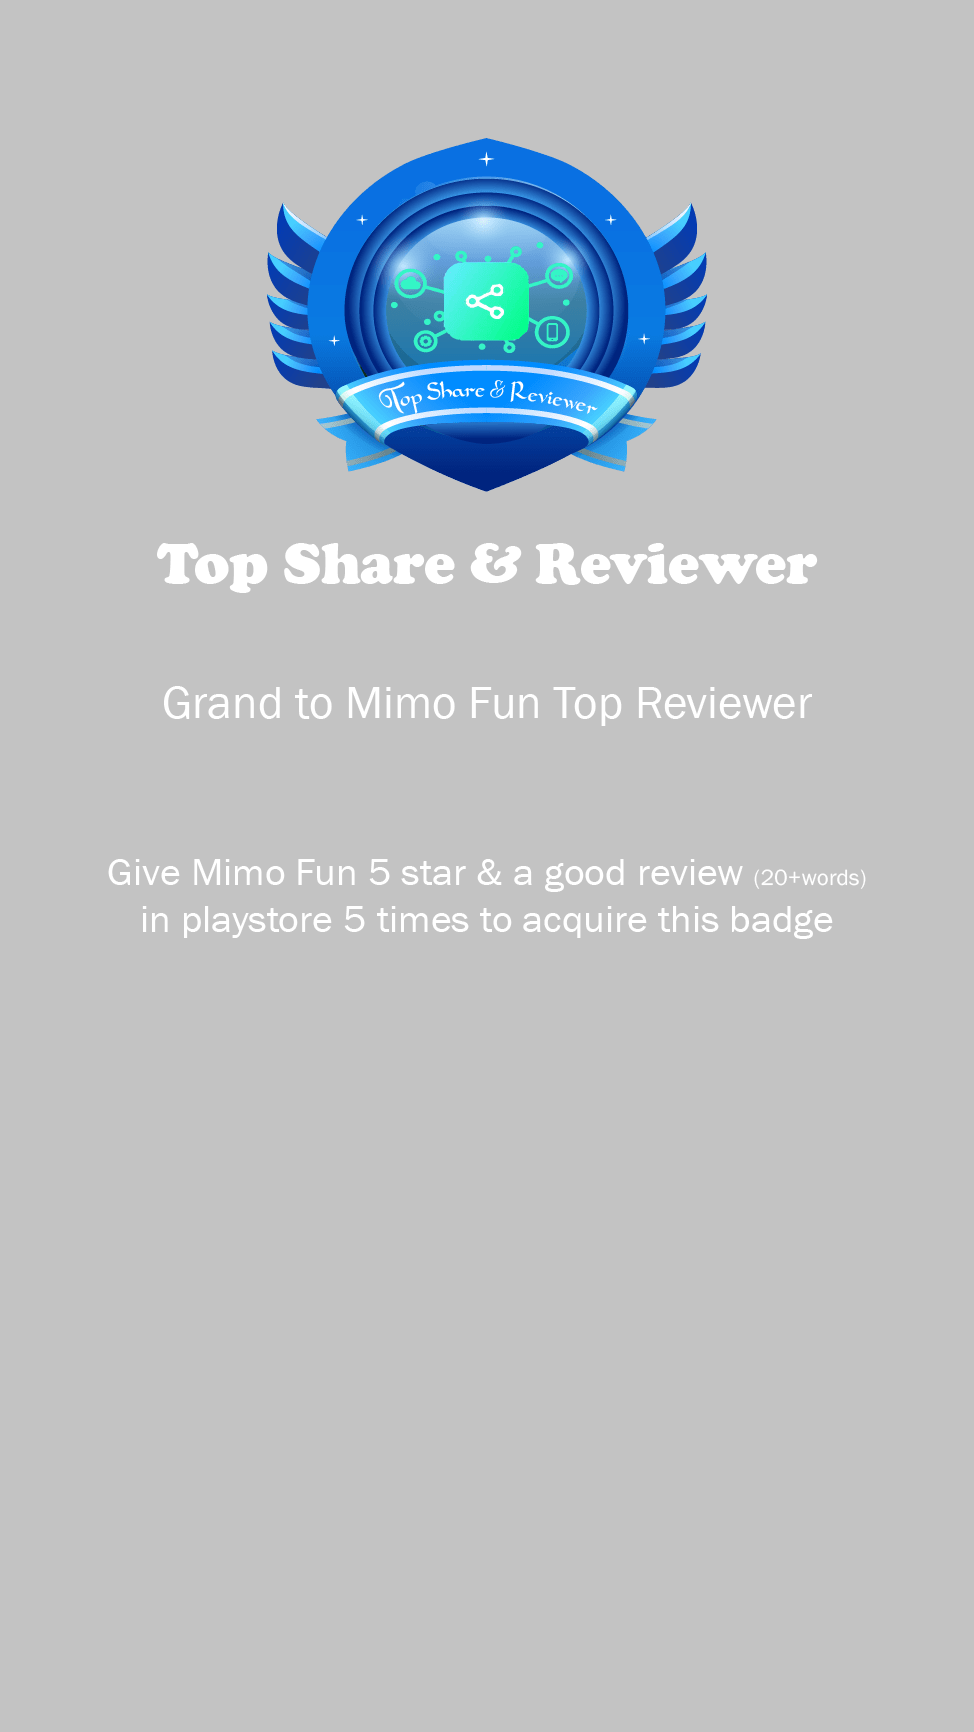 Top Share & Reviewer
Top Share & Reviewer
Grand to Mimo Fun Top Reviewer
Give Mimo Fun 5 star & a good review (20+words)
in playstore 5 times to acquire this badge